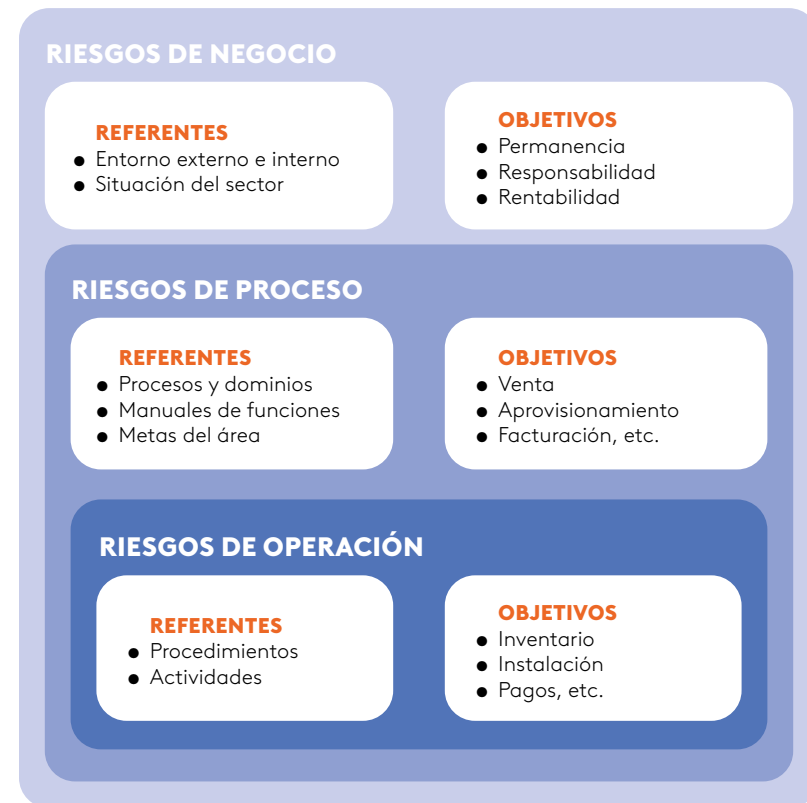 RIESGOS DE NEGOCIO
REFERENTES
● Entorno externo e interno
● Situación del sector
OBJETIVOS
● Permanencia
● Responsabilidad
● Rentabilidad
RIESGOS DE PROCESO
REFERENTES
● Procesos y dominios
● Manuales de funciones
● Metas del área
OBJETIVOS
● Venta
● Aprovisionamiento
● Facturación, etc.
RIESGOS DE OPERACIÓN
REFERENTES
● Procedimientos
● Actividades
OBJETIVOS
● Inventario
● Instalación
● Pagos, etc.